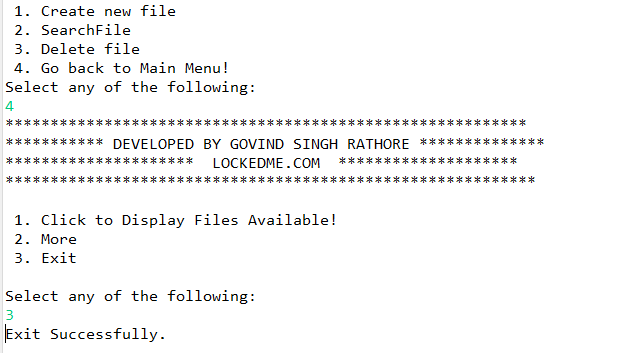 1. Create new file
2. SearchFile
3. Delete file
4. Go back to Main Menu!
Select any of the following:
4
**********************************************************
*********** DEVELOPED BY GOVIND SINGH RATHORE **************
*********************  LOCKEDME.COM  ********************
***********************************************************
1. Click to Display Files Available!
2. More
3. Exit
Select any of the following:
3
Exit Successfully.